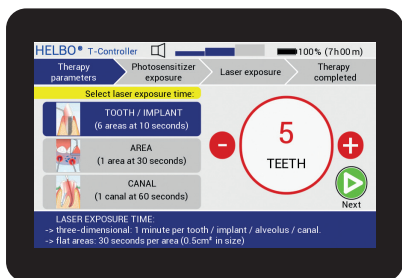 HELBO® T-Controller 100% (7h00m)
Therapy parameters
Photosensitizer exposure
Laser exposure
Therapy completed
Select laser exposure time:
TOOTH / IMPLANT
(6 areas at 10 seconds)
AREA
(1 area at 30 seconds)
CANAL
(1 canal at 60 seconds)
-
5
TEETH
+
Next
LASER EXPOSURE TIME:
-> three-dimensional: 1 minute per tooth / implant / alveolus / canal.
-> flat areas: 30 seconds per area (0.5cm² in size)